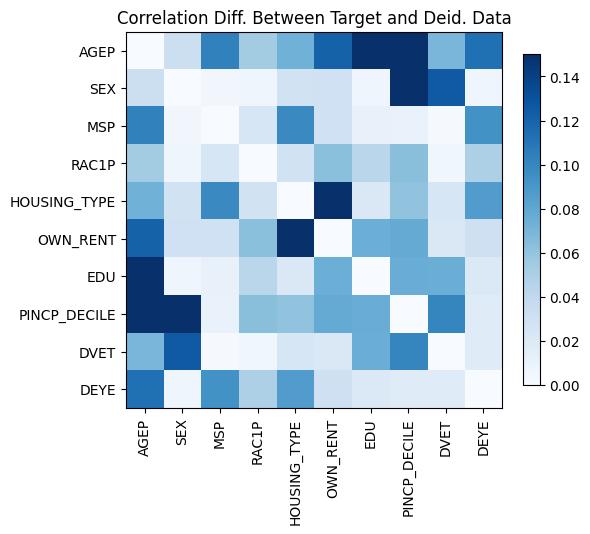 Correlation Diff. Between Target and Deid. Data
AGEP
SEX
MSP
RAC1P
HOUSING_TYPE
OWN_RENT
EDU
PINCP_DECILE
DVET
DEYE
AGEP
SEX
MSP
RAC1P
HOUSING_TYPE
OWN_RENT
EDU
PINCP_DECILE
DVET
DEYE
0.14
0.12
0.10
0.08
0.06
0.04
0.02
0.00